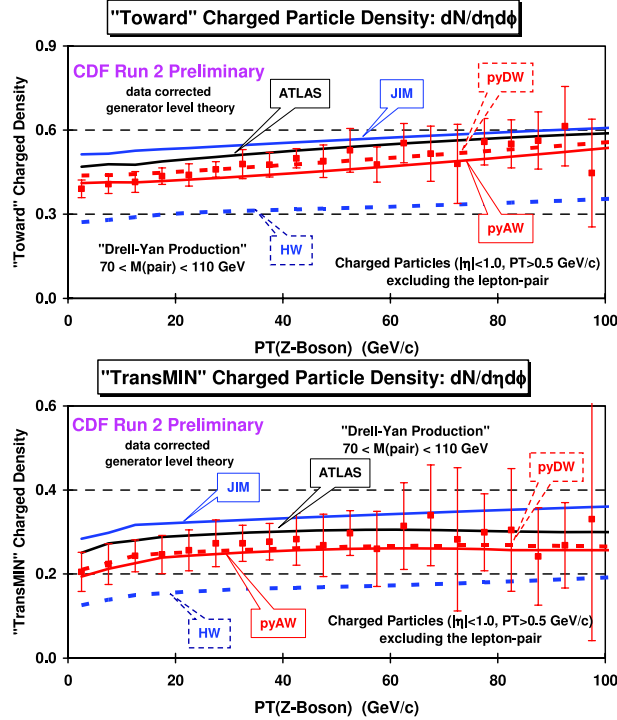 "Toward" Charged Particle Density: dN/dηdφ
0.9
CDF Run 2 Preliminary
data corrected
generator level theory
ATLAS
JIM
pyDW
0.6
0.3
0.0
"Toward" Charged Density
HW
pyAW
"Drell-Yan Production"
70 < M(pair) < 110 GeV
Charged Particles (|η|<1.0, PT>0.5 GeV/c)
excluding the lepton-pair
0 20 40 60 80 100
PT(Z-Boson) (GeV/c)
"TransMIN" Charged Particle Density: dN/dηdφ
0.6
CDF Run 2 Preliminary
data corrected
generator level theory
"Drell-Yan Production"
70 < M(pair) < 110 GeV
ATLAS
pyDW
JIM
0.4
0.2
0.0
"TransMIN" Charged Density
HW
pyAW
Charged Particles (|η|<1.0, PT>0.5 GeV/c)
excluding the lepton-pair
0 20 40 60 80 100
PT(Z-Boson) (GeV/c)